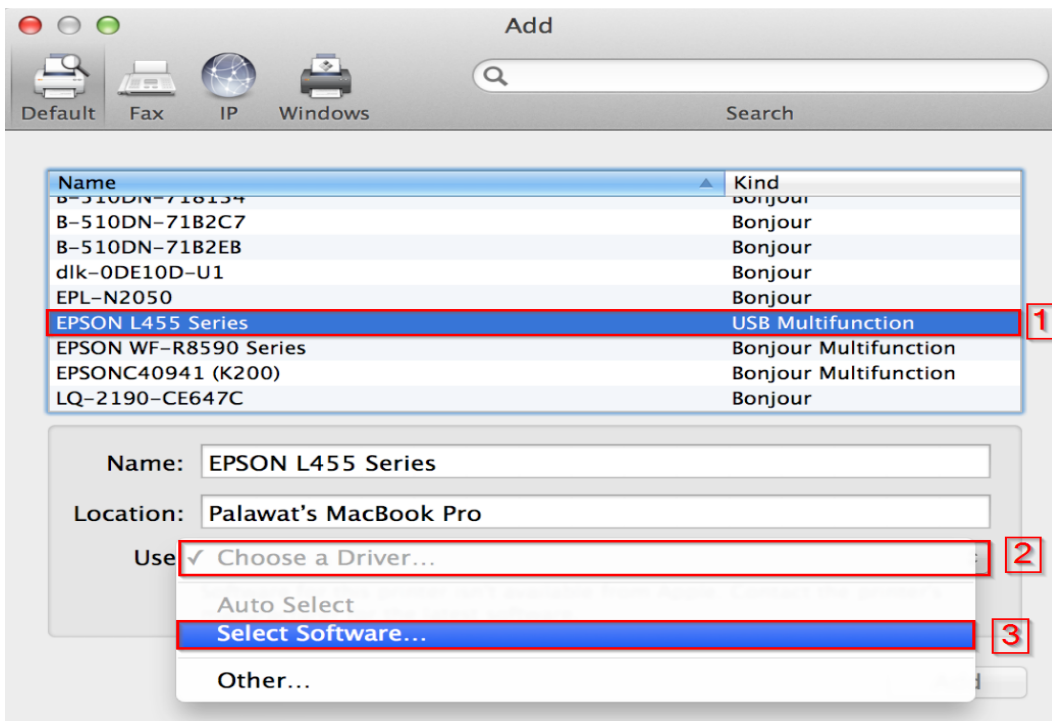 Add
Default Fax IP Windows Search
Name Kind
B-510DN-718134 Bonjour
B-510DN-71B2C7 Bonjour
B-510DN-71B2EB Bonjour
dlk-0DE10D-U1 Bonjour
EPL-N2050 Bonjour
EPSON L455 Series USB Multifunction 1
EPSON WF-R8590 Series Bonjour Multifunction
EPSONC40941 (K200) Bonjour Multifunction
LQ-2190-CE647C Bonjour
Name: EPSON L455 Series
Location: Palawat's MacBook Pro
Use ✓ Choose a Driver... 2
Auto Select
Select Software... 3
Other...